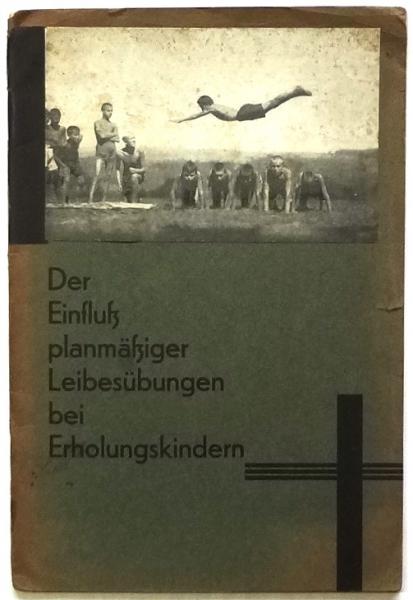 Der
Einfluß
planmäßiger
Leibesübungen
bei
Erholungskindern